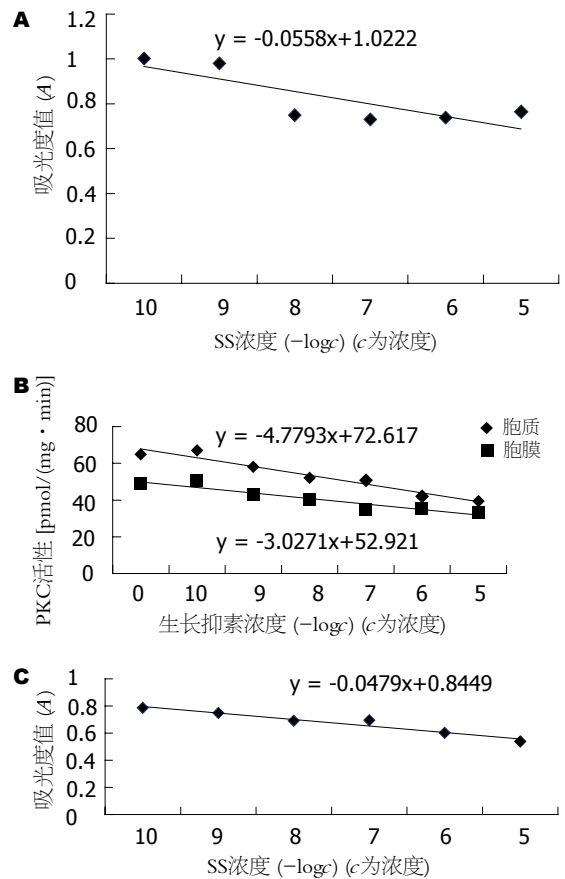 A
1.2
y = -0.0558x+1.0222
1
0.8
0.6
0.4
0.2
0
吸光度值 (A)
10 9 8 7 6 5
SS浓度 (−logc) (c为浓度)
B
PKC活性 [pmol/(mg·min)]
80
60
40
20
0
y = -4.7793x+72.617
胞质
胞膜
y = -3.0271x+52.921
0 10 9 8 7 6 5
生长抑素浓度 (−logc) (c为浓度)
C
吸光度值 (A)
1
0.8
0.6
0.4
0.2
0
y = -0.0479x+0.8449
10 9 8 7 6 5
SS浓度 (−logc) (c为浓度)